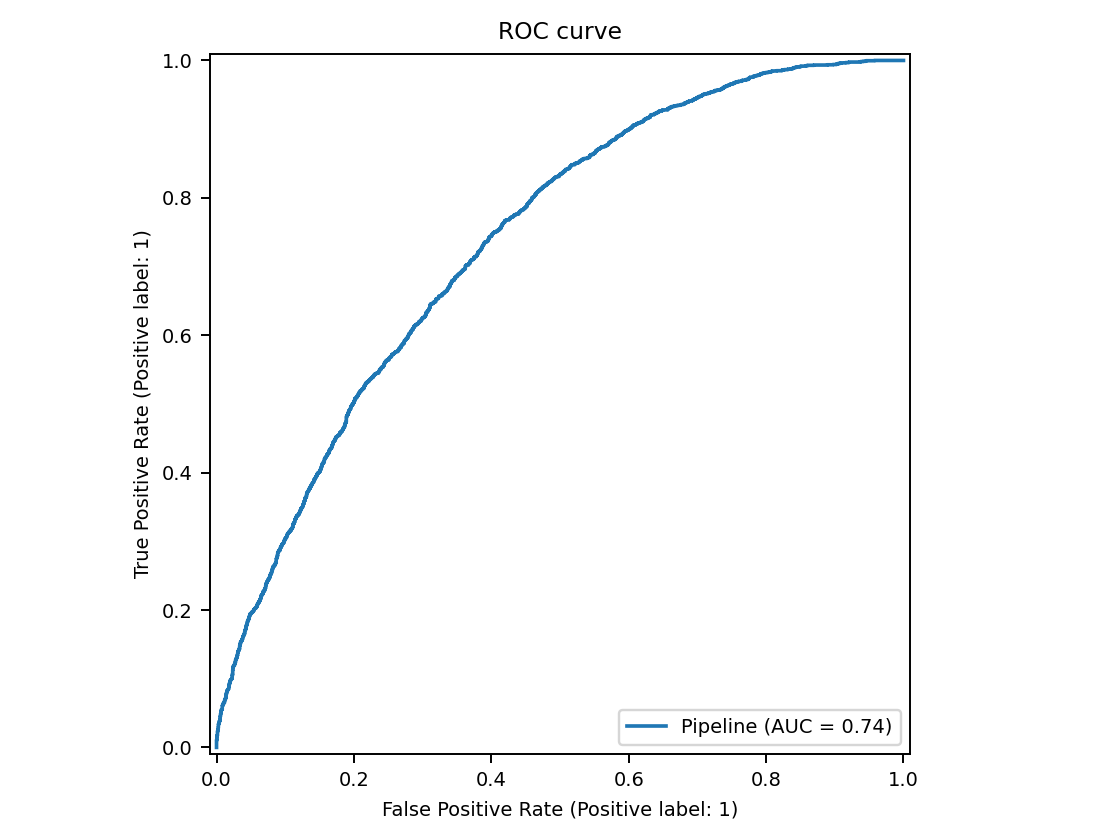 ROC curve
True Positive Rate (Positive label: 1)
1.0
0.8
0.6
0.4
0.2
0.0
Pipeline (AUC = 0.74)
0.0 0.2 0.4 0.6 0.8 1.0
False Positive Rate (Positive label: 1)